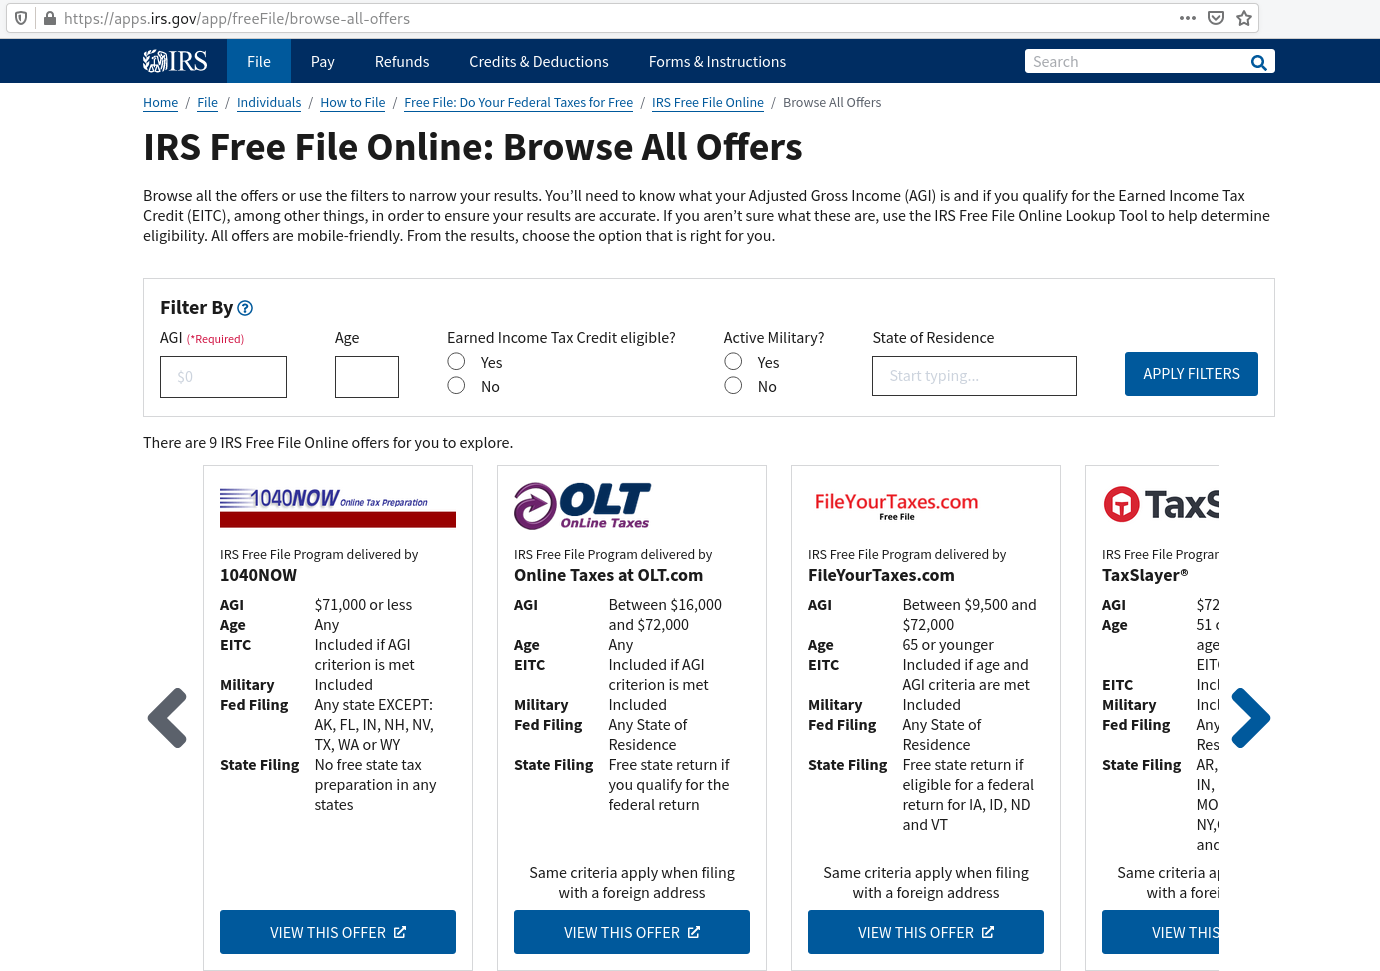 https://apps.irs.gov/app/freeFile/browse-all-offers
IRS
File
Pay
Refunds
Credits & Deductions
Forms & Instructions
Search
Home / File / Individuals / How to File / Free File: Do Your Federal Taxes for Free / IRS Free File Online / Browse All Offers
IRS Free File Online: Browse All Offers
Browse all the offers or use the filters to narrow your results. You’ll need to know what your Adjusted Gross Income (AGI) is and if you qualify for the Earned Income Tax
Credit (EITC), among other things, in order to ensure your results are accurate. If you aren’t sure what these are, use the IRS Free File Online Lookup Tool to help determine
eligibility. All offers are mobile-friendly. From the results, choose the option that is right for you.
Filter By
AGI (*Required)
$0
Age
Earned Income Tax Credit eligible?
Yes
No
Active Military?
Yes
No
State of Residence
Start typing...
APPLY FILTERS
There are 9 IRS Free File Online offers for you to explore.
1040NOW Online Tax Preparation
IRS Free File Program delivered by
1040NOW
AGI $71,000 or less
Age Any
EITC Included if AGI
criterion is met
Military Included
Fed Filing Any state EXCEPT:
AK, FL, IN, NH, NV,
TX, WA or WY
State Filing No free state tax
preparation in any
states
VIEW THIS OFFER
OLT
OnLine Taxes
IRS Free File Program delivered by
Online Taxes at OLT.com
AGI Between $16,000
and $72,000
Age Any
EITC Included if AGI
criterion is met
Military Included
Fed Filing Any State of
Residence
State Filing Free state return if
you qualify for the
federal return
Same criteria apply when filing
with a foreign address
VIEW THIS OFFER
FileYourTaxes.com
Free File
IRS Free File Program delivered by
FileYourTaxes.com
AGI Between $9,500 and
$72,000
Age 65 or younger
EITC Included if age and
AGI criteria are met
Military Included
Fed Filing Any State of
Residence
State Filing Free state return if
eligible for a federal
return for IA, ID, ND
and VT
Same criteria apply when filing
with a foreign address
VIEW THIS OFFER
TaxS
IRS Free File Program
TaxSlayer®
AGI $72
Age 51
age
EITC
EITC Incl
Military Incl
Fed Filing Any
Res
State Filing AR,
IN,
MO
NY,
and
Same criteria ap
with a forei
VIEW THIS